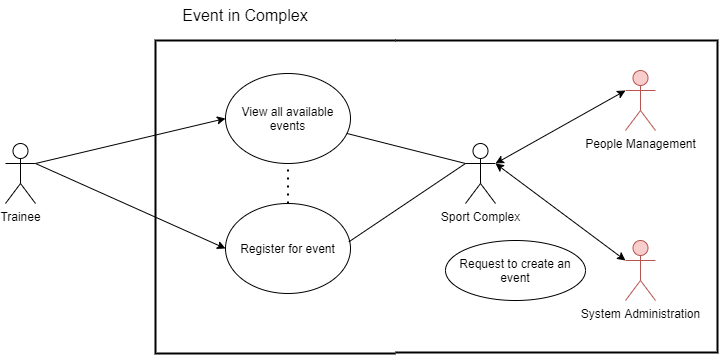 Event in Complex
View all available
events
People Management
Trainee
Sport Complex
Register for event
Request to create an
event
System Administration